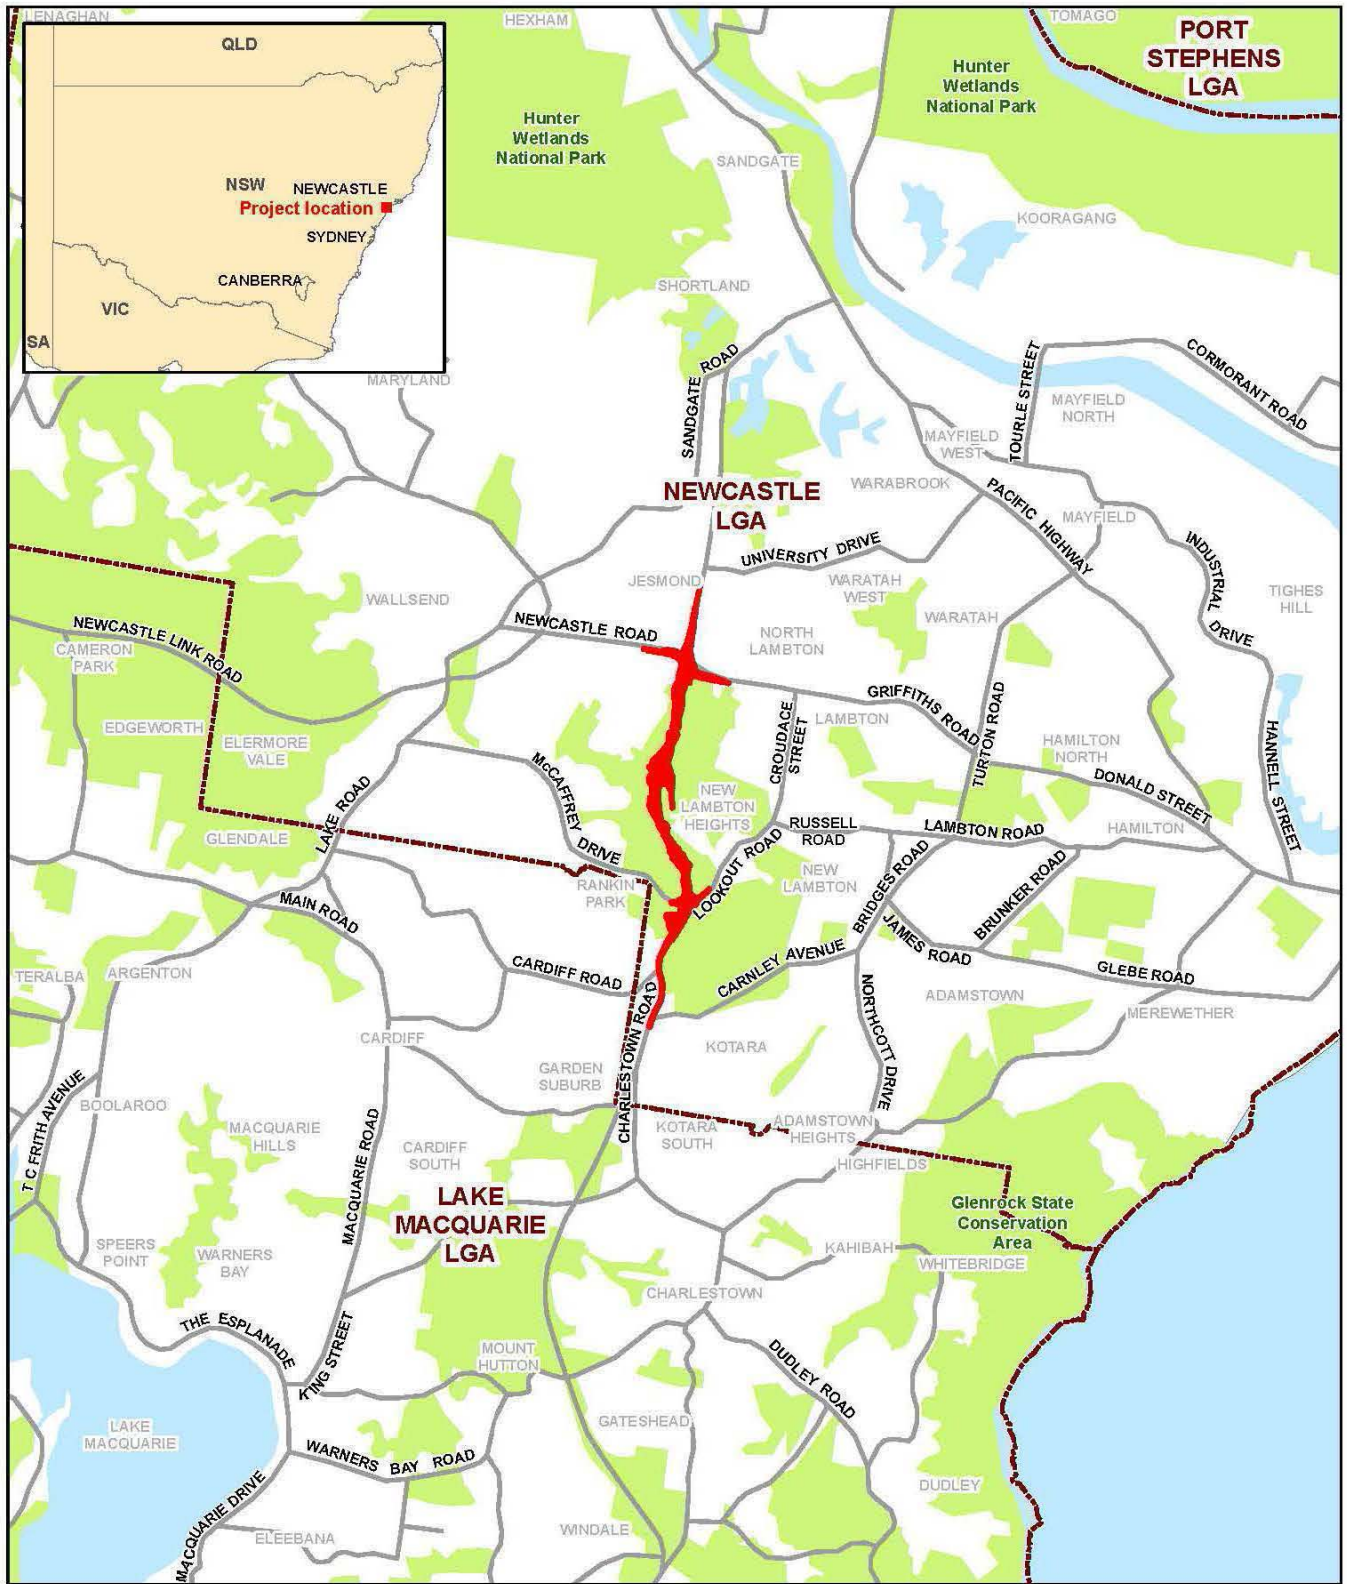 LENAGHAN
HEXHAM
TOMAGO
PORT
STEPHENS
LGA
QLD
NSW
NEWCASTLE
Project location
SYDNEY
CANBERRA
VIC
SA
Hunter
Wetlands
National Park
Hunter
Wetlands
National Park
SANDGATE
KOORAGANG
SHORTLAND
MARYLAND
SANDGATE ROAD
TOURLE STREET
CORMORANT ROAD
MAYFIELD
NORTH
MAYFIELD
WEST
WARABROOK
NEWCASTLE
LGA
PACIFIC HIGHWAY
MAYFIELD
INDUSTRIAL DRIVE
TIGHES
HILL
UNIVERSITY DRIVE
JESMOND
WARATAH
WEST
WARATAH
WALLSEND
NEWCASTLE ROAD
NORTH
LAMBTON
NEWCASTLE LINK ROAD
CAMERON
PARK
EDGEWORTH
ELERMORE
VALE
GRIFFITHS ROAD
TURTON ROAD
CROUDACE
STREET
LAMBTON
HAMILTON
NORTH
DONALD STREET
HANNELL STREET
McCAFFREY DRIVE
NEW
LAMBTON
HEIGHTS
LAKE ROAD
GLENDALE
RUSSELL
ROAD
LAMBTON ROAD
HAMILTON
LOOKOUT ROAD
NEW
LAMBTON
BRIDGES ROAD
BRUNKER ROAD
RANKIN
PARK
MAIN ROAD
JAMES ROAD
GLEBE ROAD
TERALBA
ARGENTON
CARDIFF ROAD
CARNLEY AVENUE
NORTHCOTT DRIVE
ADAMSTOWN
MEREWETHER
CARDIFF
CHARLESTOWN ROAD
KOTARA
GARDEN
SUBURB
T C FRITH AVENUE
BOOLAROO
MACQUARIE
HILLS
MACQUARIE ROAD
CARDIFF
SOUTH
KOTARA
SOUTH
ADAMSTOWN
HEIGHTS
HIGHFIELDS
LAKE
MACQUARIE
LGA
Glenrock State
Conservation
Area
SPEERS
POINT
WARNERS
BAY
KAHIBAH
WHITEBRIDGE
CHARLESTOWN
THE ESPLANADE
KING STREET
MOUNT
HUTTON
DUDLEY ROAD
GATESHEAD
LAKE
MACQUARIE
WARNERS BAY ROAD
DUDLEY
MACQUARIE DRIVE
ELEEBANA
WINDALE